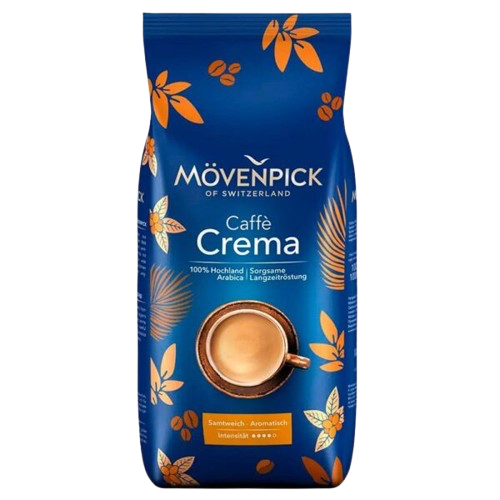 MÖVENPICK
OF SWITZERLAND
Caffè
Crema
100% Hochland Arabica | Sorgsame Langzeitröstung
Samtweich · Aromatisch
Intensität